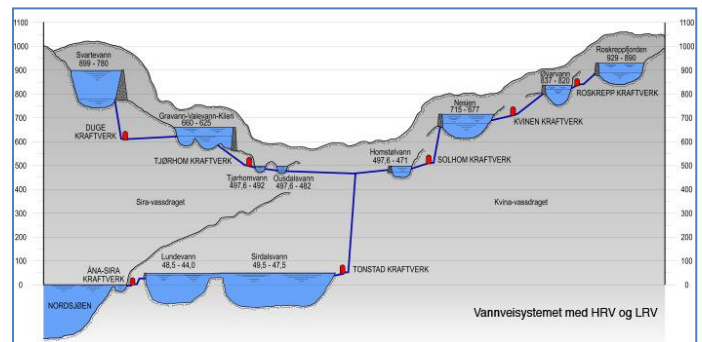 1100
1000
900
800
700
600
500
400
300
200
100
0
1100
1000
900
800
700
600
500
400
300
200
100
0
Svartevann
899 - 780
DUGE
KRAFTVERK
Gravann-Valevann-Kilen
660 - 625
TJØRHOM KRAFTVERK
Tjørhomvann
497,6 - 492
Ousdalsvann
497,6 - 482
Homstølvann
497,6 - 471
SOLHOM KRAFTVERK
Nesjen
715 - 677
KVINEN KRAFTVERK
Øyarvann
837 - 820
ROSKREPP KRAFTVERK
Roskreppfjorden
929 - 890
Sira-vassdraget
Kvina-vassdraget
ÅNA-SIRA
KRAFTVERK
Lundevann
48,5 - 44,0
Sirdalsvann
49,5 - 47,5
TONSTAD KRAFTVERK
NORDSJØEN
Vannveisystemet med HRV og LRV